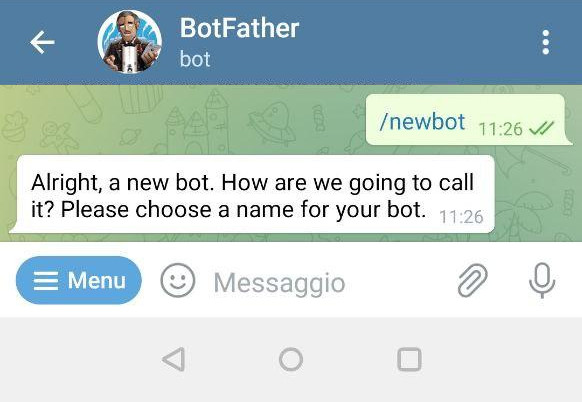 BotFather
bot
/newbot 11:26
Alright, a new bot. How are we going to call
it? Please choose a name for your bot. 11:26
Menu Messaggio